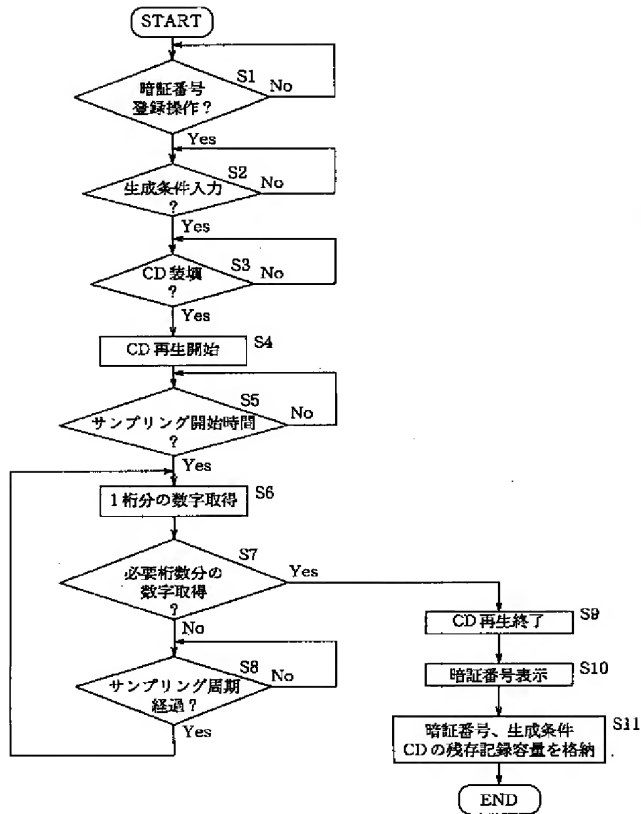 START
S1
暗証番号
登録操作？
No
Yes
S2
生成条件入力
？
No
Yes
S3
CD装填
？
No
Yes
CD再生開始
S4
S5
サンプリング開始時間
？
No
Yes
1桁分の数字取得
S6
S7
必要桁数分の
数字取得
？
Yes
No
S8
サンプリング周期
経過？
No
Yes
CD再生終了
S9
暗証番号表示
S10
暗証番号、生成条件
CDの残存記録容量を格納
S11
END